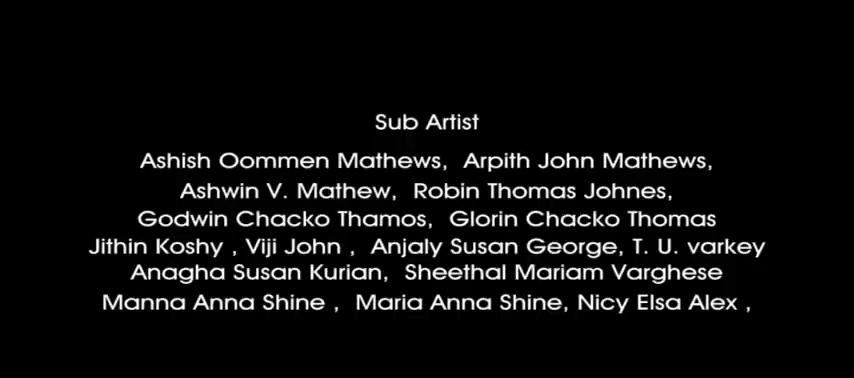 Sub Artist
Ashish Oommen Mathews, Arpith John Mathews,
Ashwin V. Mathew, Robin Thomas Johnes,
Godwin Chacko Thamos, Glorin Chacko Thomas
Jithin Koshy , Viji John , Anjaly Susan George, T. U. varkey
Anagha Susan Kurian, Sheethal Mariam Varghese
Manna Anna Shine , Maria Anna Shine, Nicy Elsa Alex ,